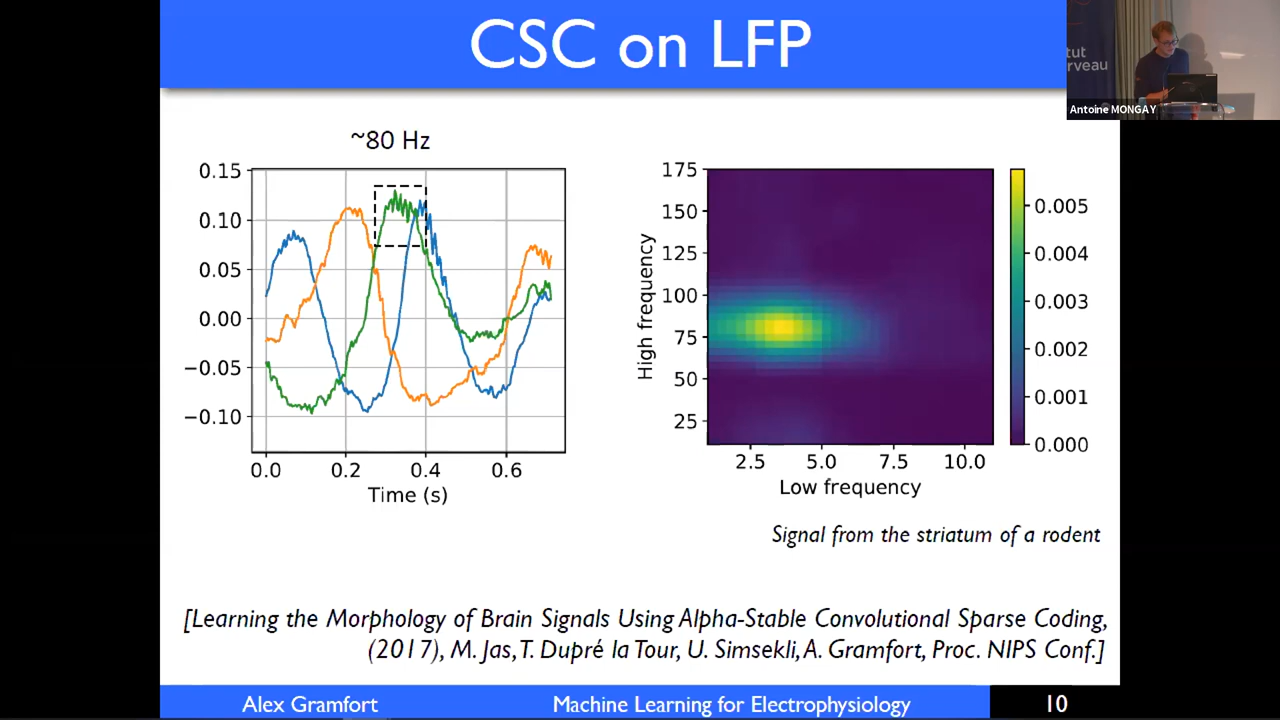 CSC on LFP
tut
rveau
Antoine MONGAY
~80 Hz
0.15
0.10
0.05
0.00
−0.05
−0.10
0.0 0.2 0.4 0.6
Time (s)
175
150
125
100
75
50
25
High frequency
2.5 5.0 7.5 10.0
Low frequency
0.005
0.004
0.003
0.002
0.001
0.000
Signal from the striatum of a rodent
[Learning the Morphology of Brain Signals Using Alpha-Stable Convolutional Sparse Coding,
(2017), M. Jas, T. Dupré la Tour, U. Simsekli, A. Gramfort, Proc. NIPS Conf.]
Alex Gramfort Machine Learning for Electrophysiology 10